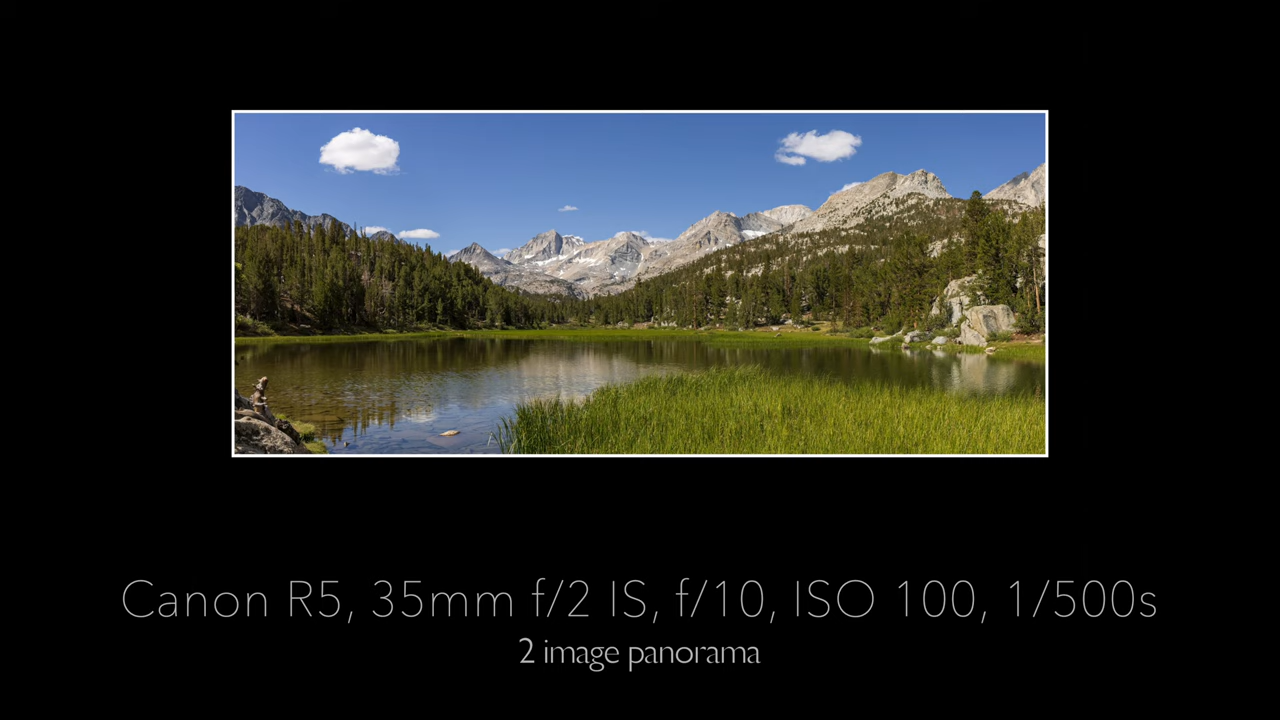 Canon R5, 35mm f/2 IS, f/10, ISO 100, 1/500s
2 image panorama